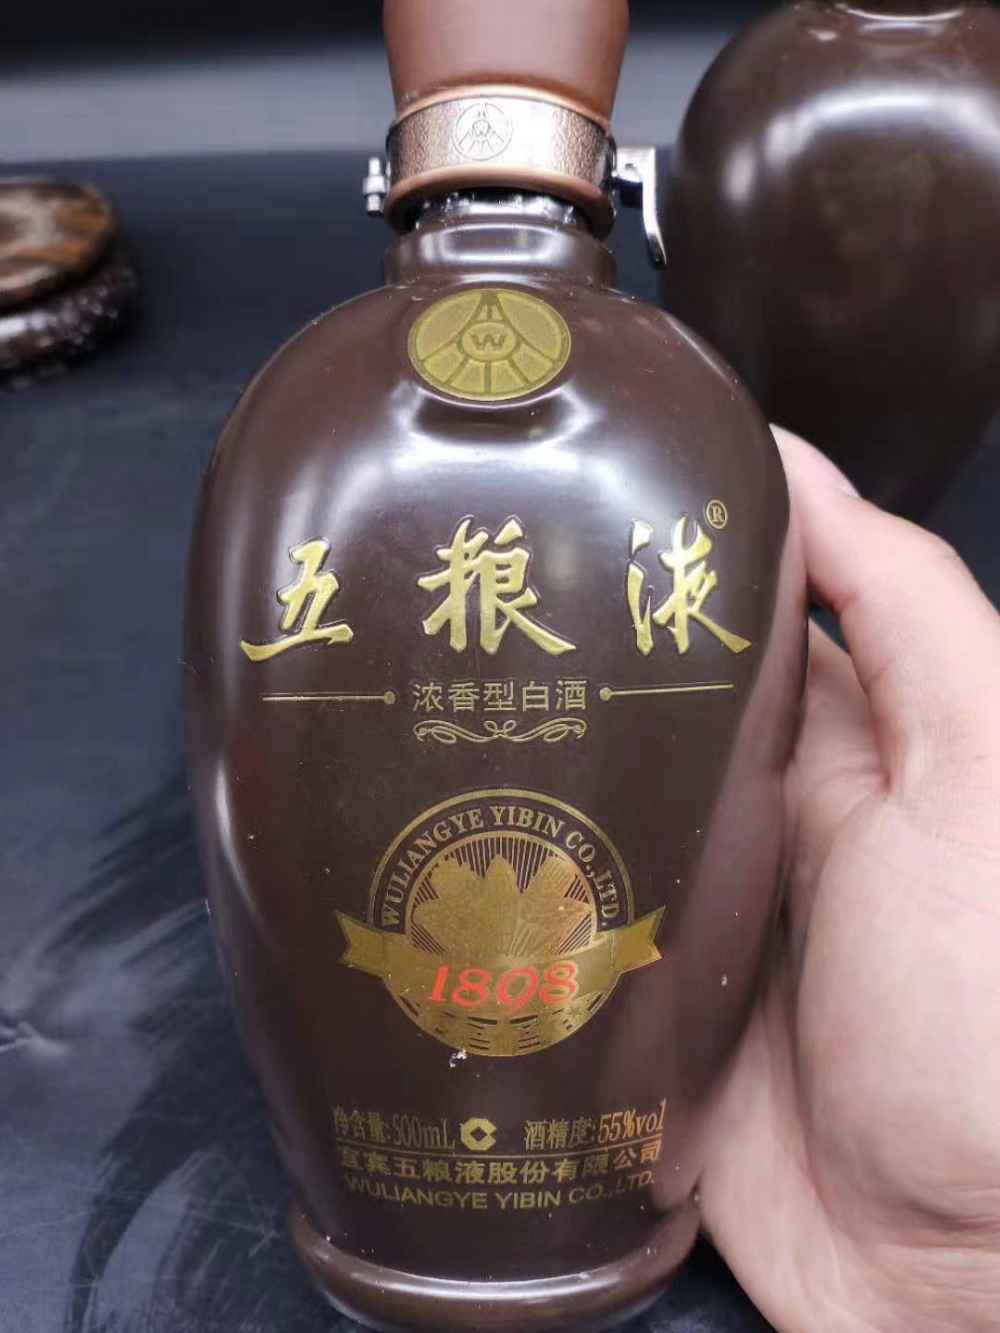 W
W
五粮液®
浓香型白酒
WULIANGYE YIBIN CO.,LTD.
1898
净含量:500mL 酒精度:55%vol
宜宾五粮液股份有限公司
WULIANGYE YIBIN CO.,LTD.